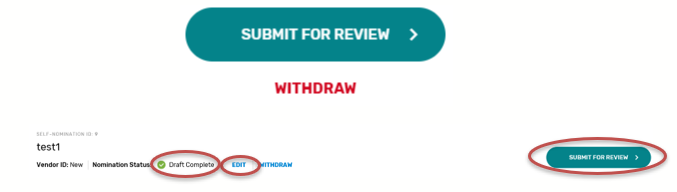 SUBMIT FOR REVIEW
WITHDRAW
SELF-NOMINATION ID: 9
test1
Vendor ID: New | Nomination Status: Draft Complete EDIT WITHDRAW
SUBMIT FOR REVIEW